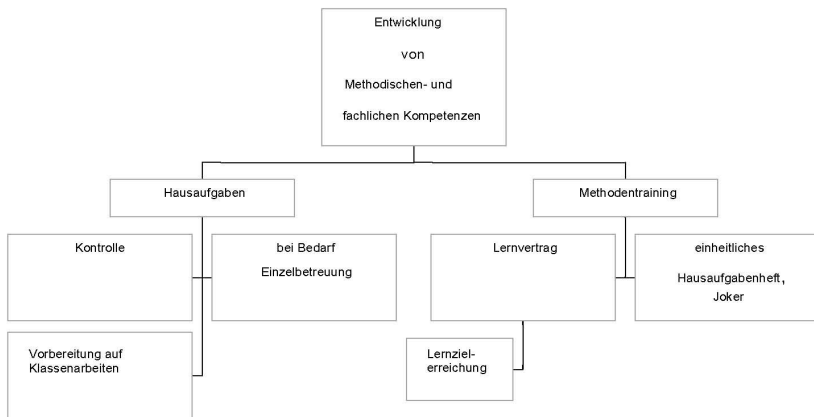 Entwicklung
von
Methodischen- und
fachlichen Kompetenzen
Hausaufgaben
Methodentraining
Kontrolle
bei Bedarf
Einzelbetreuung
Lernvertrag
einheitliches
Hausaufgabenheft,
Joker
Vorbereitung auf
Klassenarbeiten
Lernziel-
erreichung